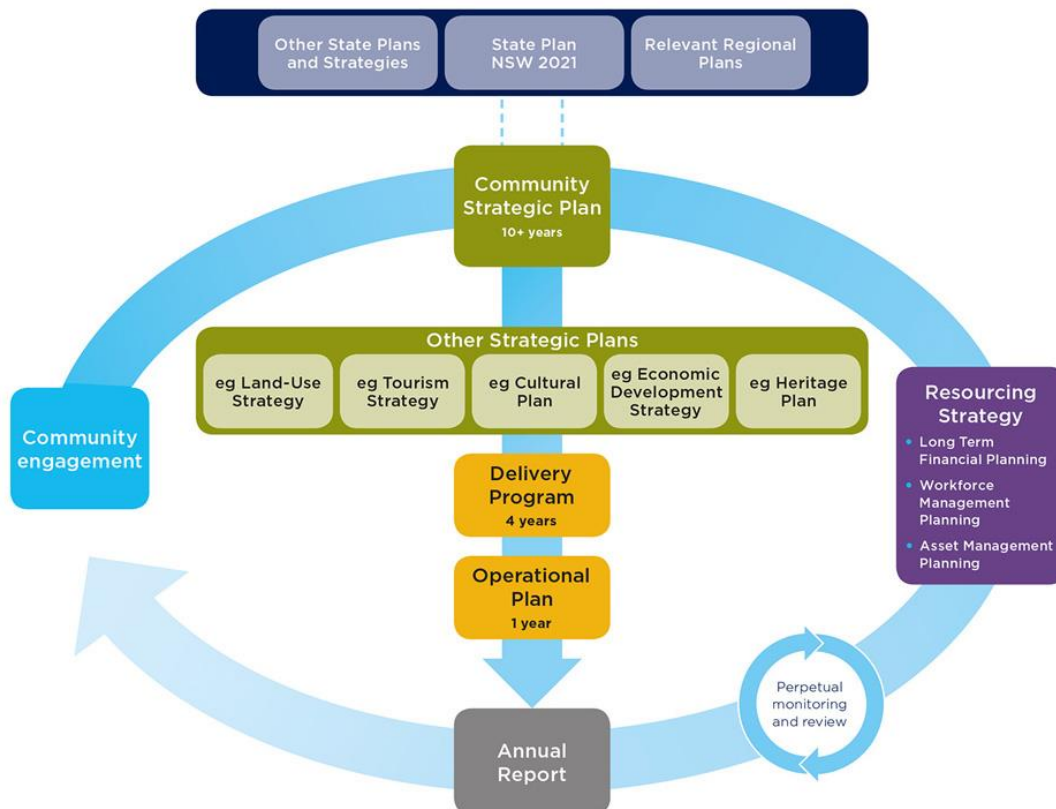 Other State Plans
and Strategies
State Plan
NSW 2021
Relevant Regional
Plans
Community
Strategic Plan
10+ years
Other Strategic Plans
eg Land-Use
Strategy
eg Tourism
Strategy
eg Cultural
Plan
eg Economic
Development
Strategy
eg Heritage
Plan
Community
engagement
Resourcing
Strategy
• Long Term
Financial Planning
• Workforce
Management
Planning
• Asset Management
Planning
Delivery
Program
4 years
Operational
Plan
1 year
Perpetual
monitoring
and review
Annual
Report